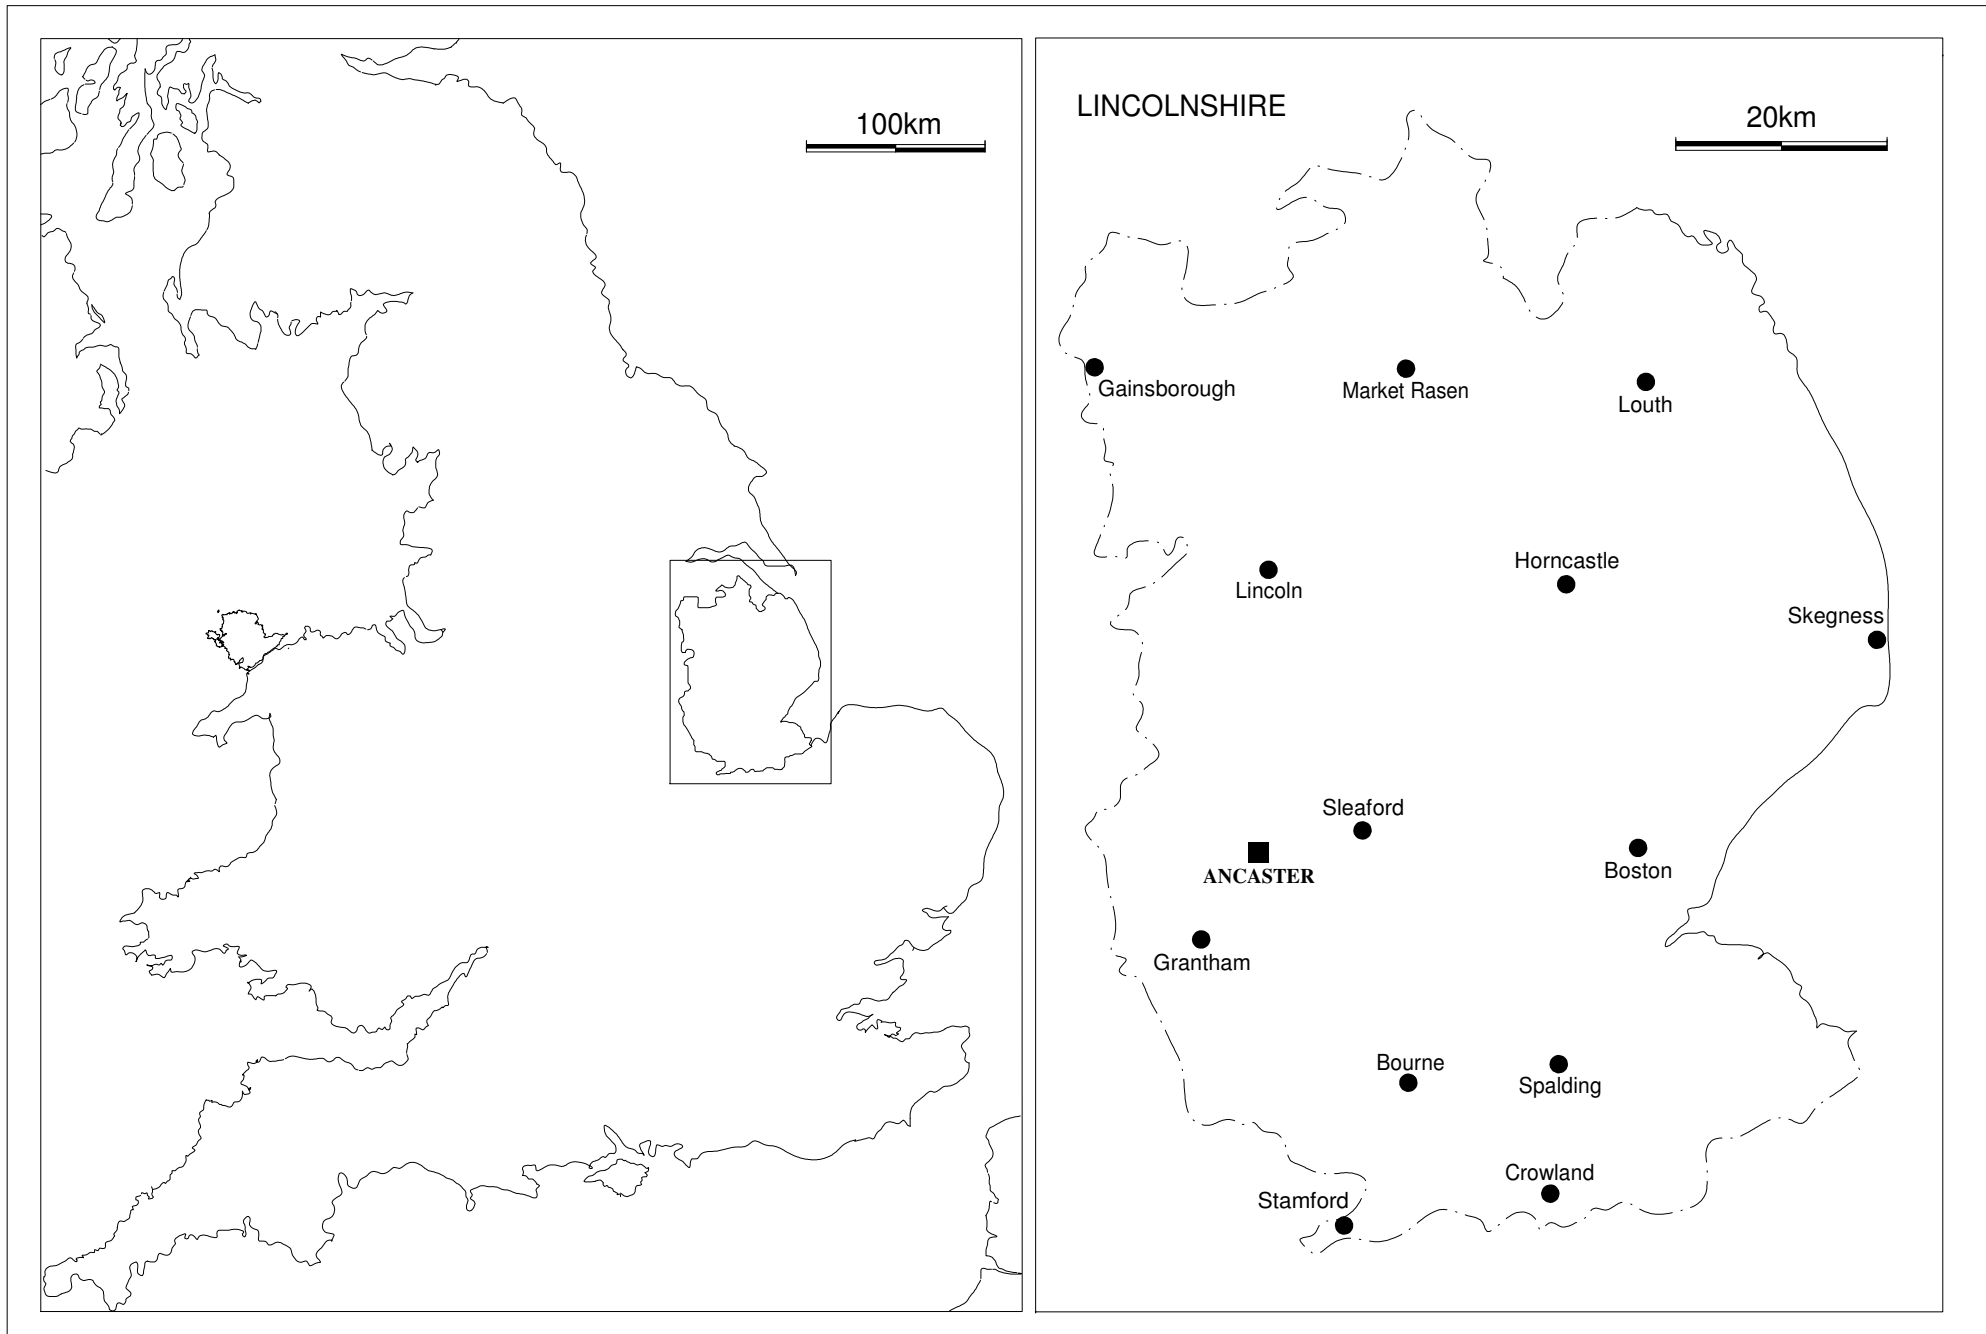 100km
LINCOLNSHIRE
20km
Gainsborough
Market Rasen
Louth
Lincoln
Horncastle
Skegness
Sleaford
ANCASTER
Boston
Grantham
Bourne
Spalding
Crowland
Stamford